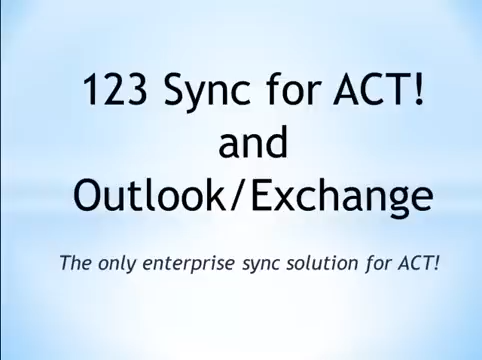 123 Sync for ACT!
and
Outlook/Exchange
The only enterprise sync solution for ACT!